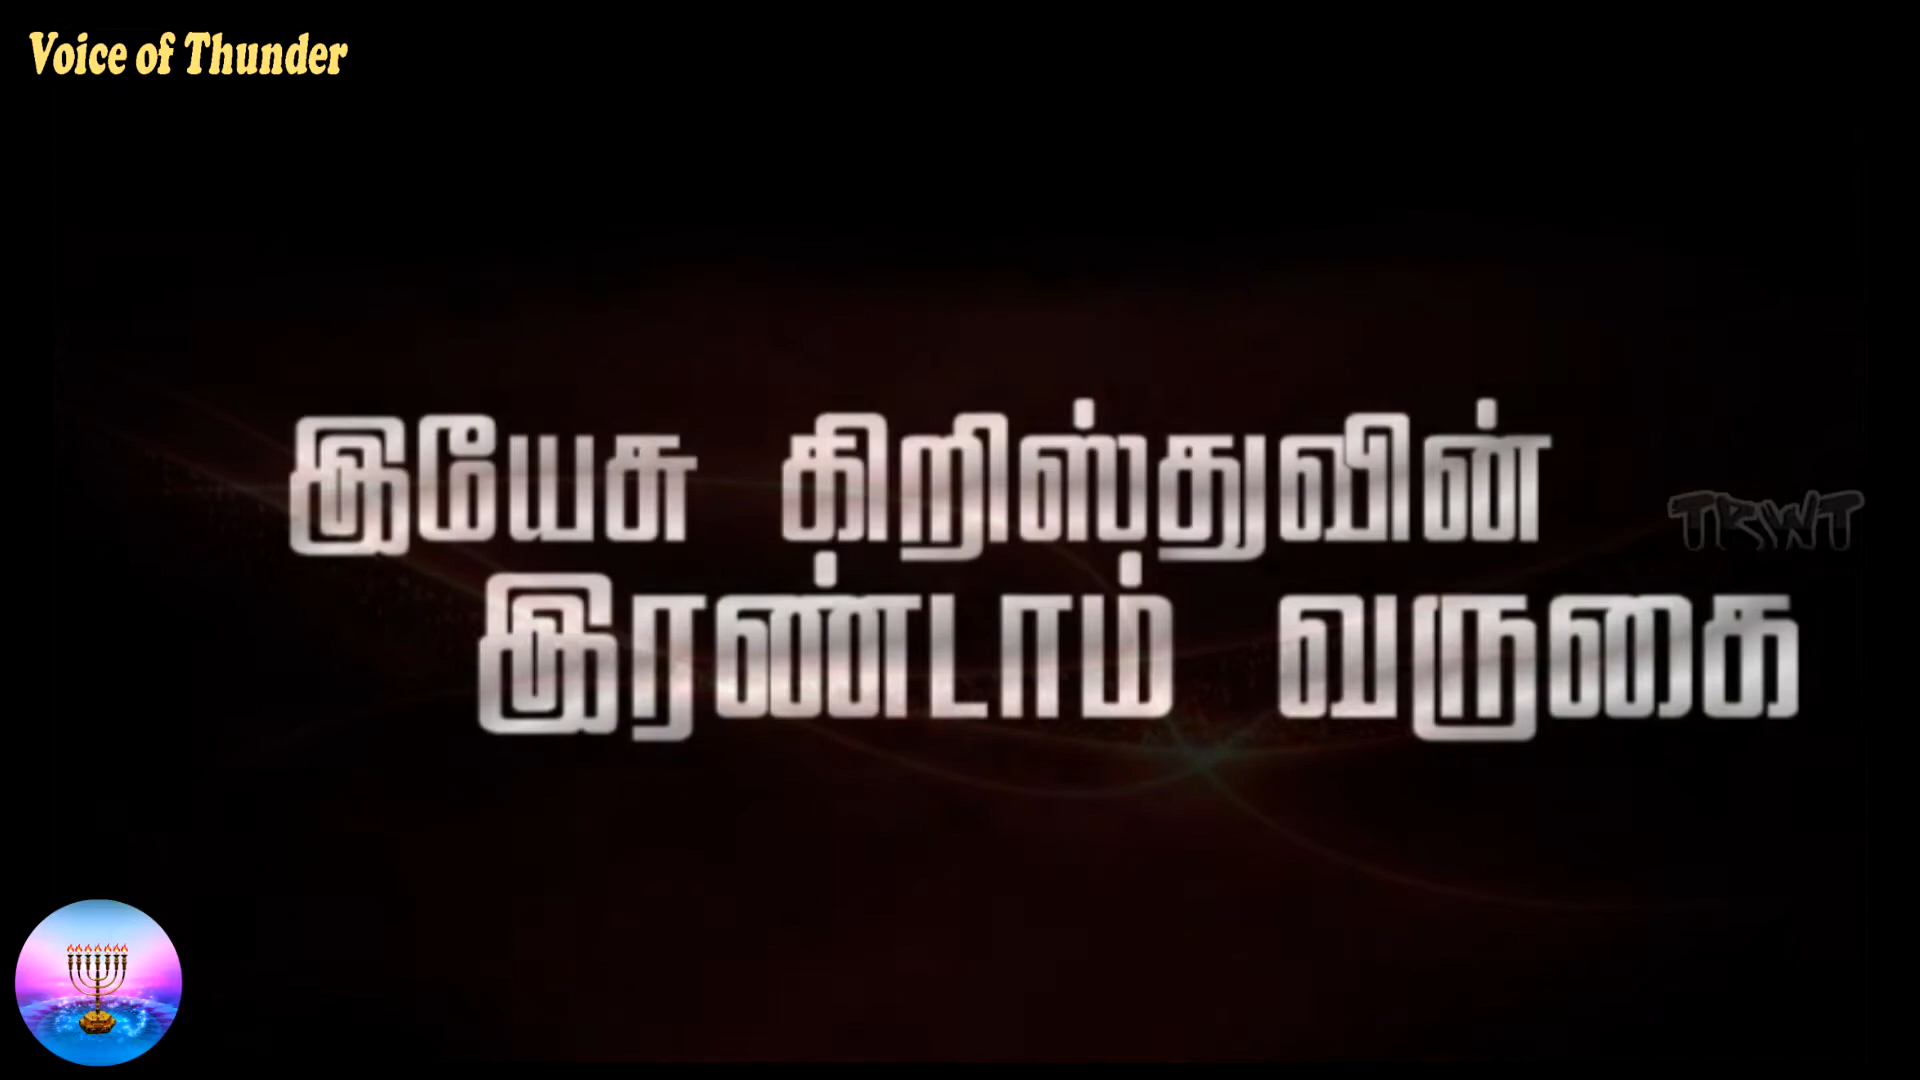 Voice of Thunder
இயேசு கிறிஸ்துவின்
TRWT
இரண்டாம் வருகை